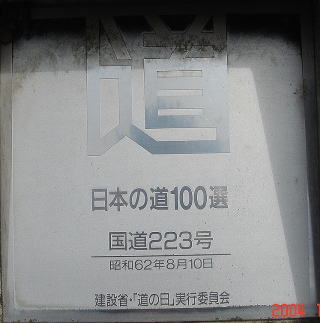 道
日本の道100選
国道223号
昭和62年8月10日
建設省・「道の日」実行委員会
2004